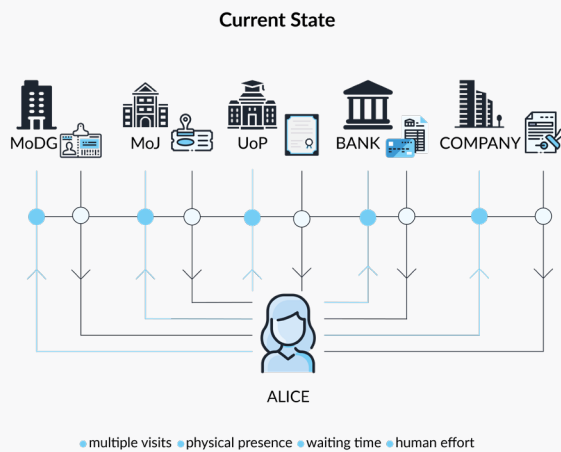 Current State
MoDG MoJ UoP BANK COMPANY
ALICE
multiple visits physical presence waiting time human effort